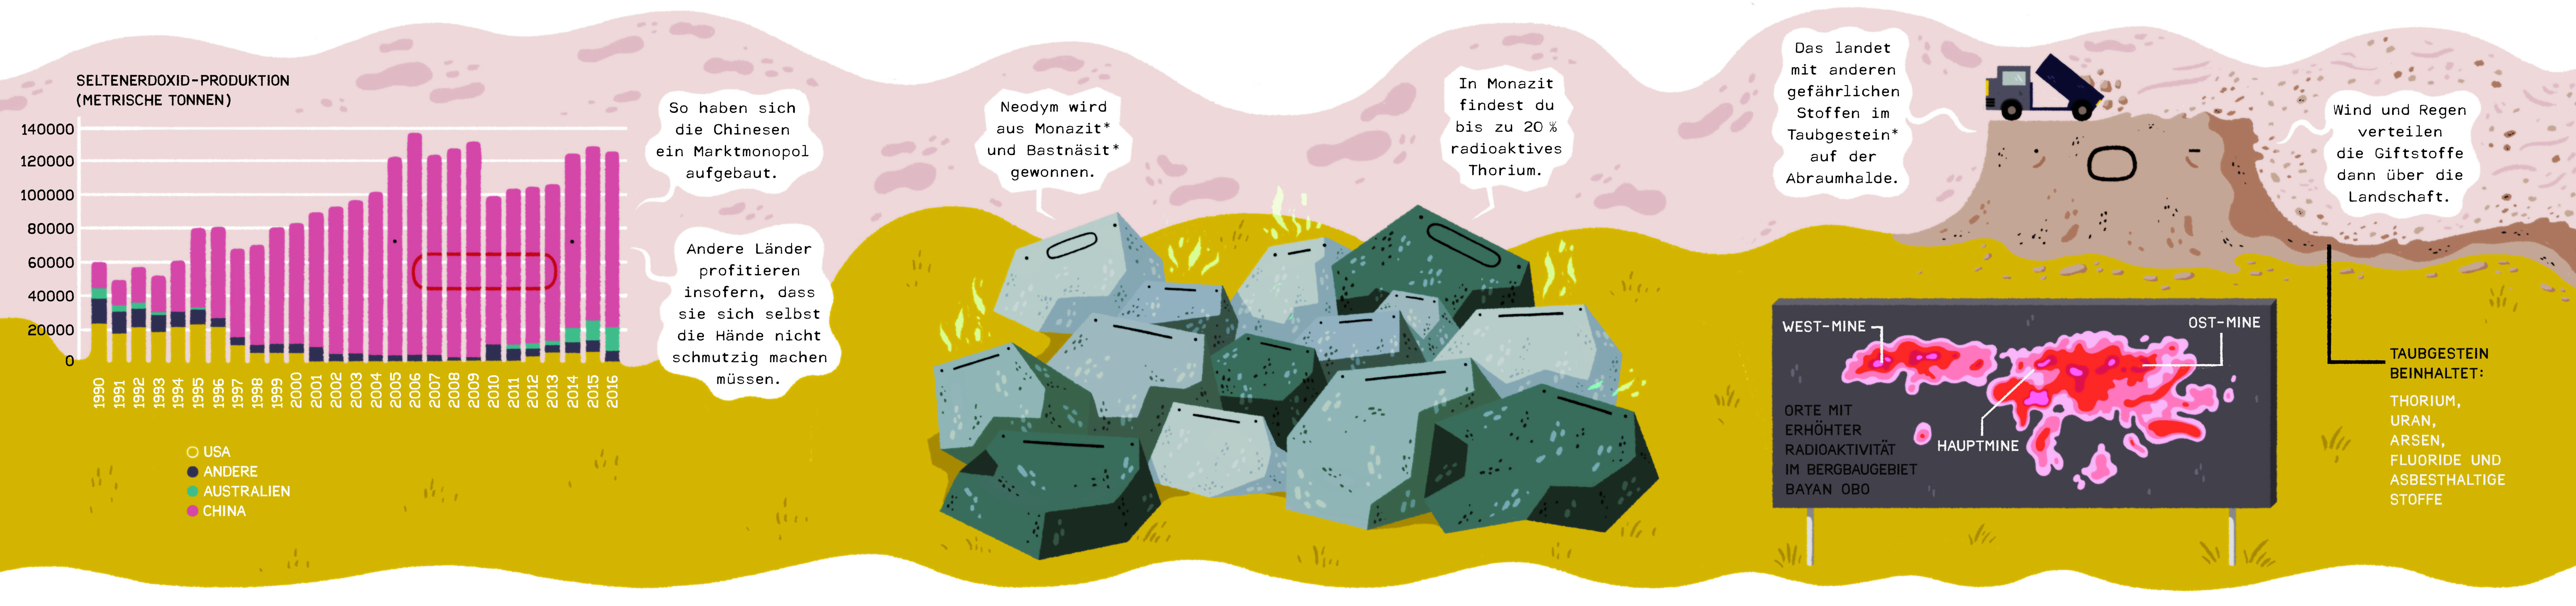 SELTENERDOXID-PRODUKTION
(METRISCHE TONNEN)
140000
120000
100000
80000
60000
40000
20000
0
1990
1991
1992
1993
1994
1995
1996
1997
1998
1999
2000
2001
2002
2003
2004
2005
2006
2007
2008
2009
2010
2011
2012
2013
2014
2015
2016
USA
ANDERE
AUSTRALIEN
CHINA
So haben sich
die Chinesen
ein Marktmonopol
aufgebaut.
Andere Länder
profitieren
insofern, dass
sie sich selbst
die Hände nicht
schmutzig machen
müssen.
Neodym wird
aus Monazit*
und Bastnäsit*
gewonnen.
In Monazit
findest du
bis zu 20 %
radioaktives
Thorium.
Das landet
mit anderen
gefährlichen
Stoffen im
Taubgestein*
auf der
Abraumhalde.
Wind und Regen
verteilen
die Giftstoffe
dann über die
Landschaft.
WEST-MINE
OST-MINE
HAUPTMINE
ORTE MIT
ERHÖHTER
RADIOAKTIVITÄT
IM BERGBAUGEBIET
BAYAN OBO
TAUBGESTEIN
BEINHALTET:
THORIUM,
URAN,
ARSEN,
FLUORIDE UND
ASBESTHALTIGE
STOFFE